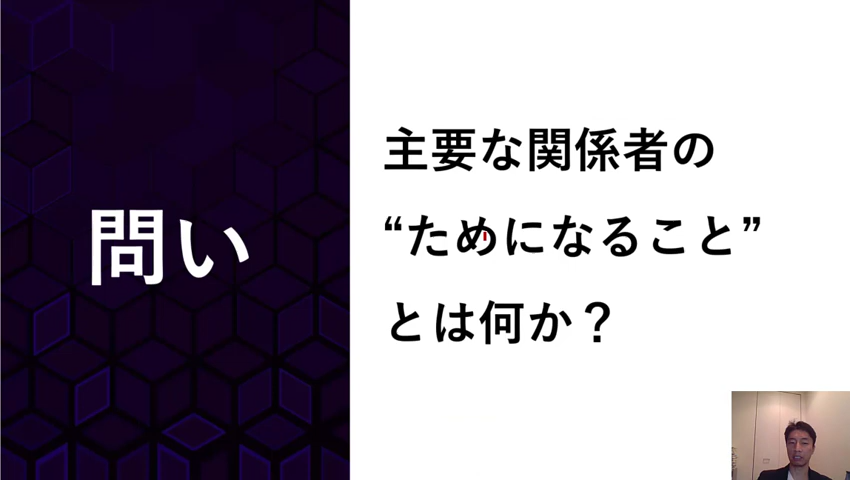 問い
主要な関係者の
“ためになること”
とは何か？